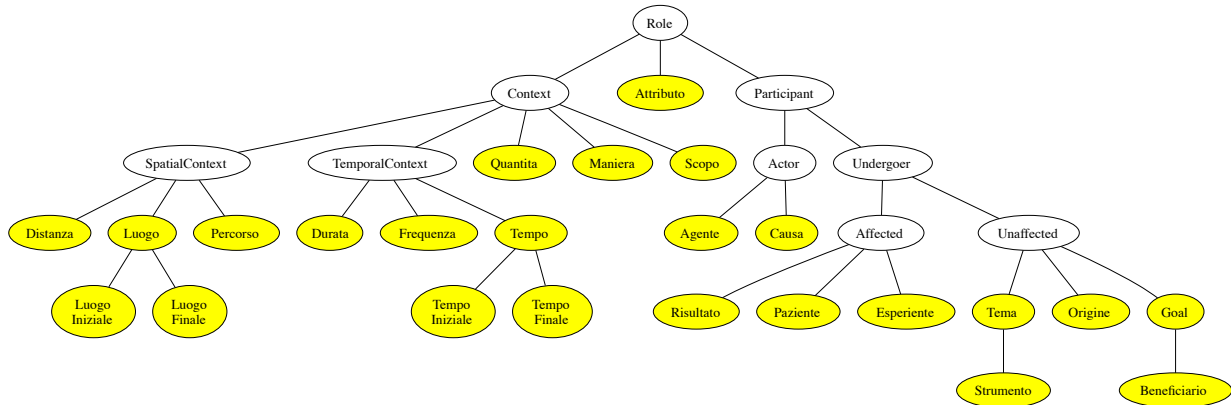 Role
Context
Attributo
Participant
SpatialContext
TemporalContext
Quantita
Maniera
Scopo
Actor
Undergoer
Distanza
Luogo
Percorso
Durata
Frequenza
Tempo
Agente
Causa
Affected
Unaffected
Luogo
Iniziale
Luogo
Finale
Tempo
Iniziale
Tempo
Finale
Risultato
Paziente
Esperiente
Tema
Origine
Goal
Strumento
Beneficiario